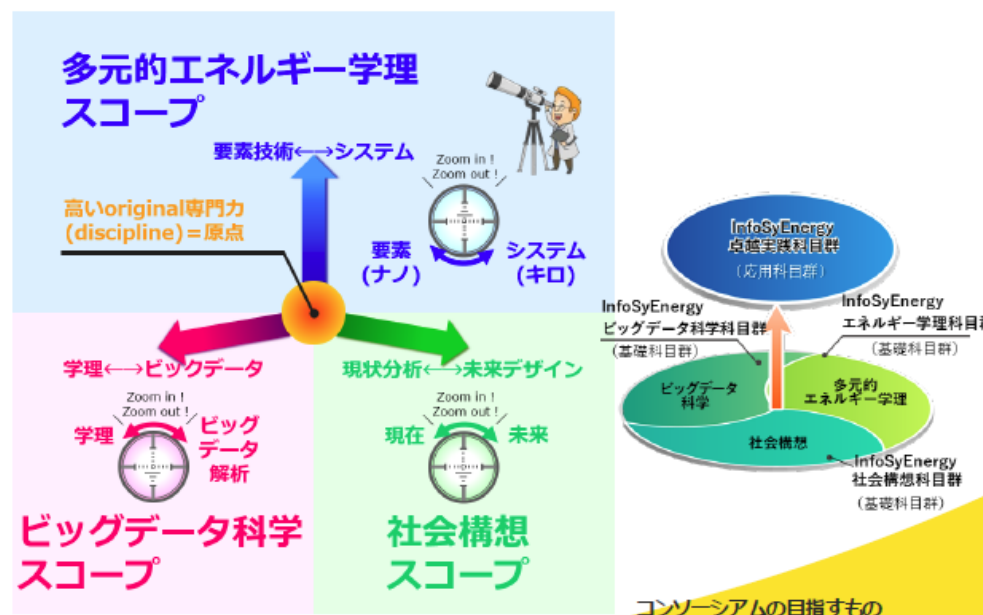 多元的エネルギー学理
スコープ
要素技術←→システム
Zoom in !
Zoom out !
高いoriginal専門力
(discipline)＝原点
要素
(ナノ)
システム
(キロ)
学理←→ビックデータ
Zoom in !
Zoom out !
学理
ビッグ
データ
解析
ビッグデータ科学
スコープ
現状分析←→未来デザイン
Zoom in !
Zoom out !
現在
未来
社会構想
スコープ
InfoSyEnergy
卓越実践科目群
(応用科目群)
InfoSyEnergy
ビッグデータ科学科目群
(基礎科目群)
InfoSyEnergy
エネルギー学理科目群
(基礎科目群)
ビッグデータ
科学
多元的
エネルギー学理
社会構想
InfoSyEnergy
社会構想科目群
(基礎科目群)
コンソーシアムの目指すもの